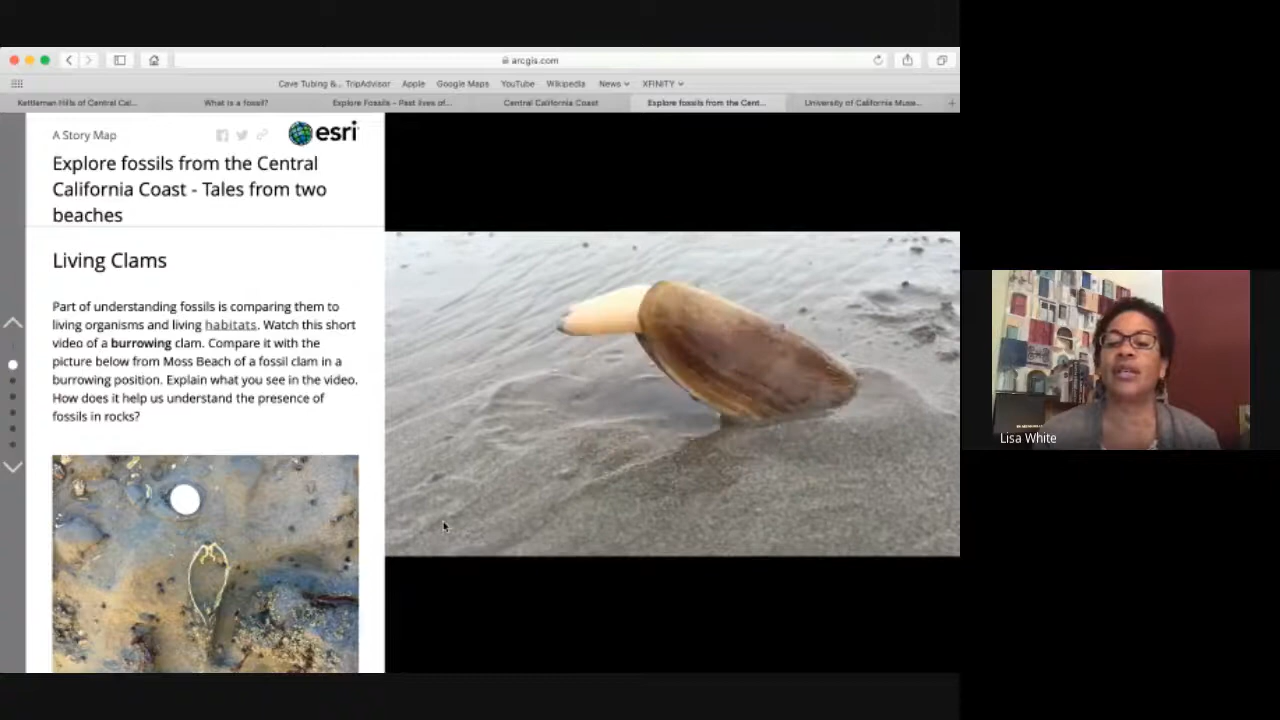 arcgis.com
Cave Tubing &... TripAdvisor Apple Google Maps YouTube Wikipedia News XFINITY
Kettleman Hills of Central Cal... What is a fossil? Explore Fossils – Past lives of... Central California Coast Explore fossils from the Cent... University of California Muse...
A Story Map
esri
Explore fossils from the Central
California Coast - Tales from two
beaches
Living Clams
Part of understanding fossils is comparing them to
living organisms and living habitats. Watch this short
video of a burrowing clam. Compare it with the
picture below from Moss Beach of a fossil clam in a
burrowing position. Explain what you see in the video.
How does it help us understand the presence of
fossils in rocks?
Lisa White